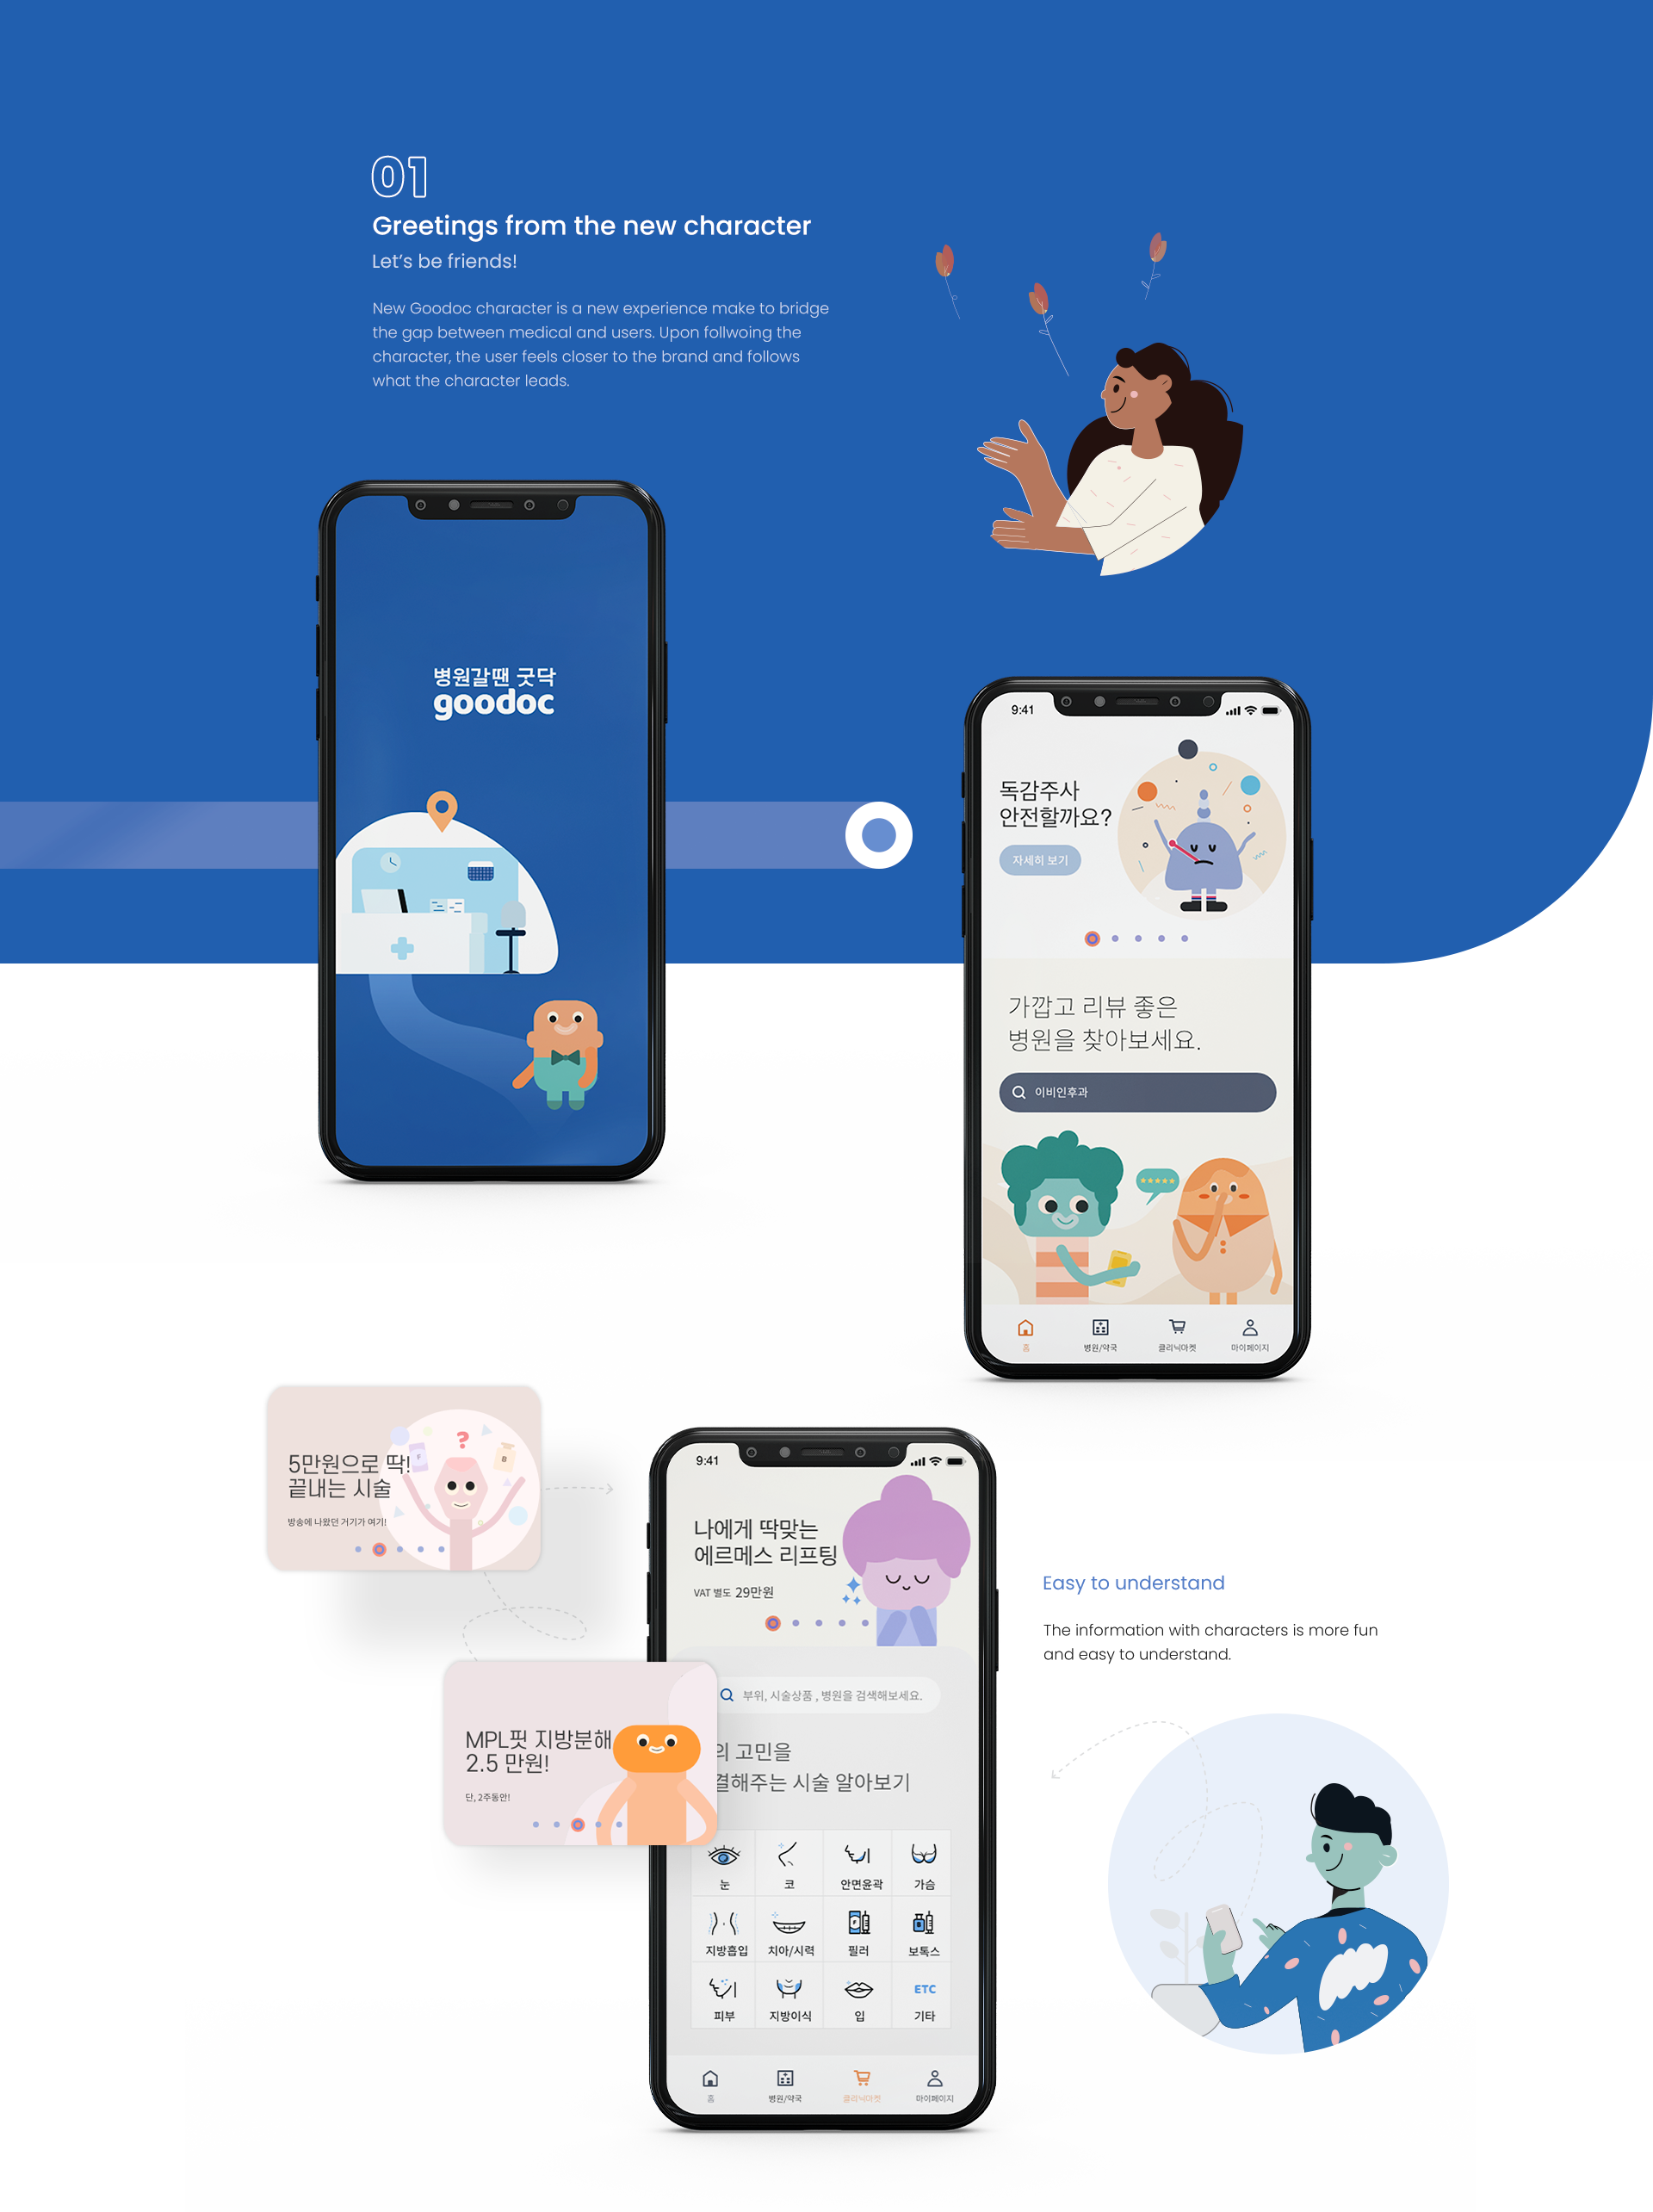 01
Greetings from the new character
Let's be friends!
New Goodoc character is a new experience make to bridge
the gap between medical and users. Upon follwoing the
character, the user feels closer to the brand and follows
what the character leads.
병원갈땐 굿닥
goodoc
9:41
독감주사
안전할까요?
자세히 보기
가깝고 리뷰 좋은
병원을 찾아보세요.
이비인후과
홈
병원/약국
클리닉마켓
마이페이지
5만원으로 딱!
끝내는 시술
방송에 나왔던 거기가 여기!
?
B
9:41
나에게 딱맞는
에르메스 리프팅
VAT 별도 29만원
Easy to understand
The information with characters is more fun
and easy to understand.
MPL핏 지방분해
2.5 만원!
단, 2주동안!
부위, 시술상품 , 병원을 검색해보세요.
의 고민을
결해주는 시술 알아보기
눈
코
안면윤곽
가슴
지방흡입
치아/시력
필러
보톡스
피부
지방이식
입
ETC
기타
홈
병원/약국
클리닉마켓
마이페이지